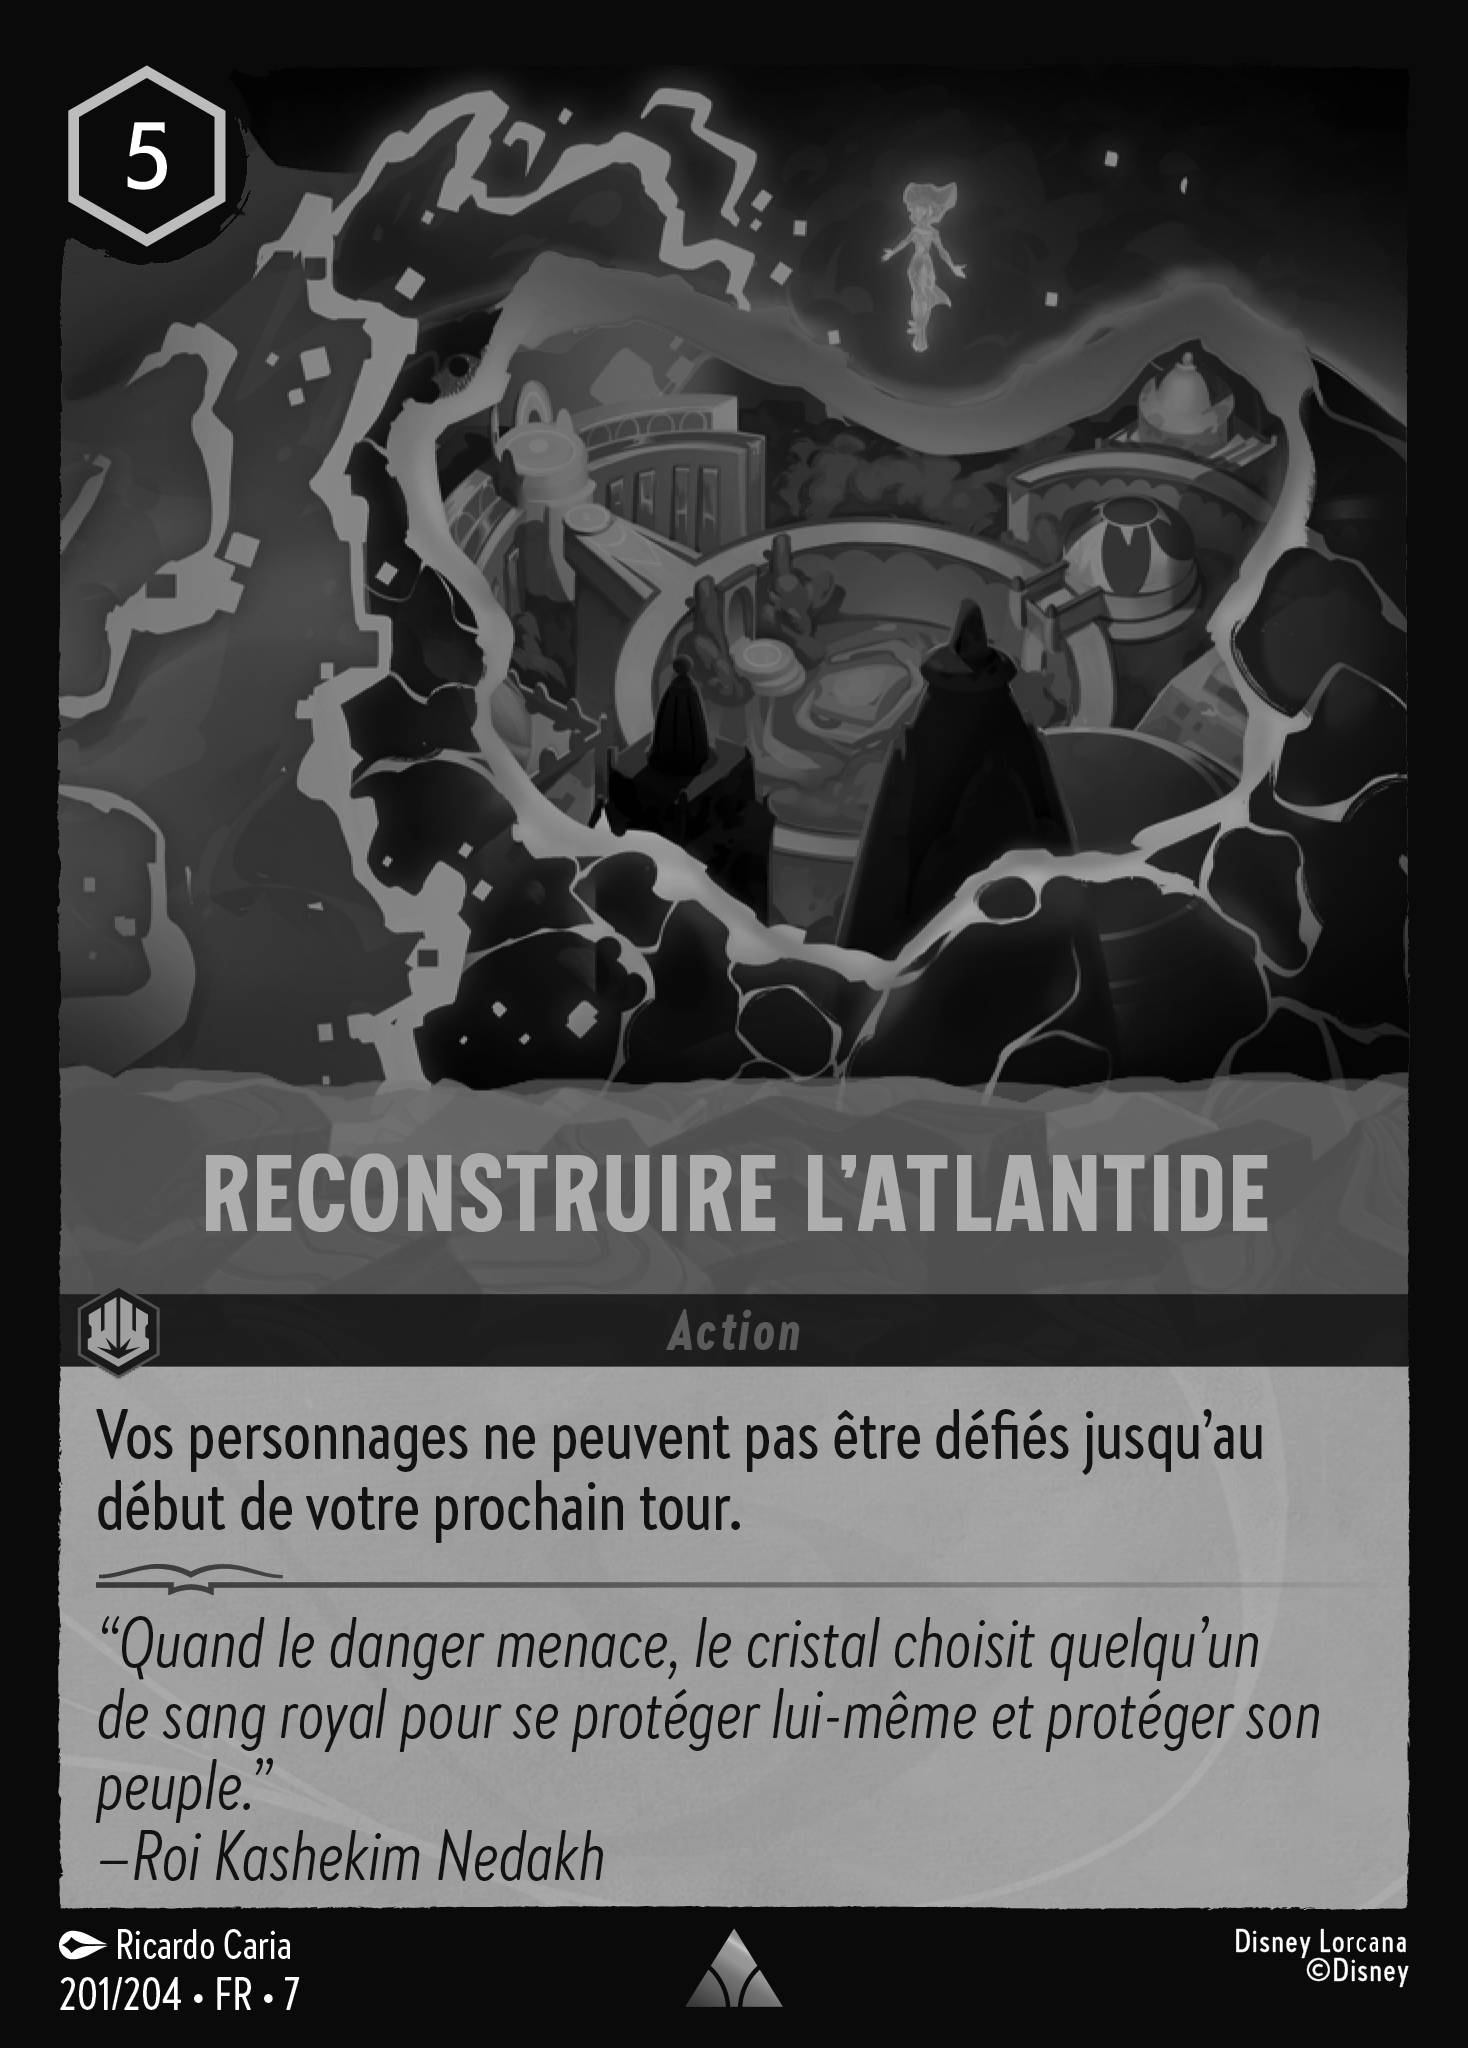 5
RECONSTRUIRE L’ATLANTIDE
Action
Vos personnages ne peuvent pas être défiés jusqu’au
début de votre prochain tour.
“Quand le danger menace, le cristal choisit quelqu’un
de sang royal pour se protéger lui-même et protéger son
peuple.”
–Roi Kashekim Nedakh
Ricardo Caria
Disney Lorcana
201/204 • FR • 7
©Disney